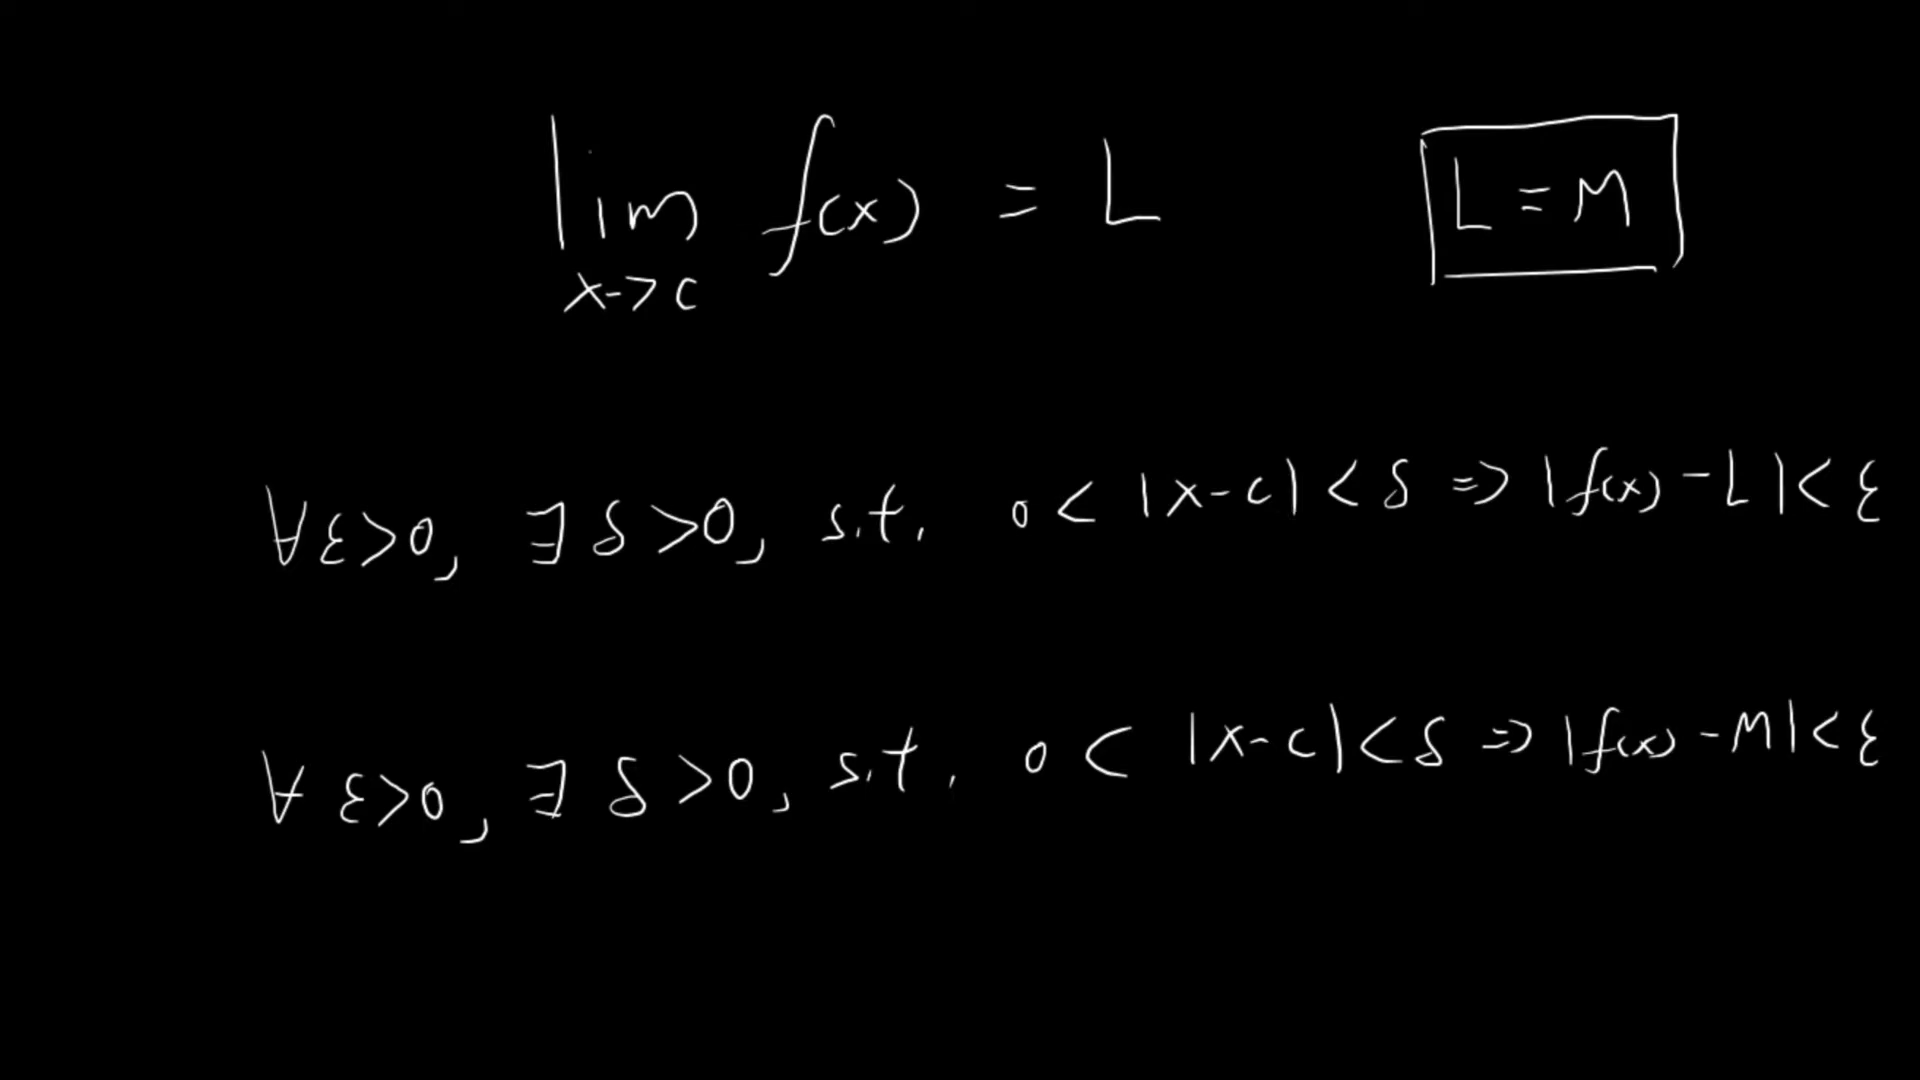 lim f(x) = L
x->c
L = M
∀ε>0, ∃ δ>0, s.t. 0 < |x-c| < δ => |f(x) - L| < ε
∀ ε>0, ∃ δ>0, s.t. 0 < |x-c| < δ => |f(x) - M| < ε